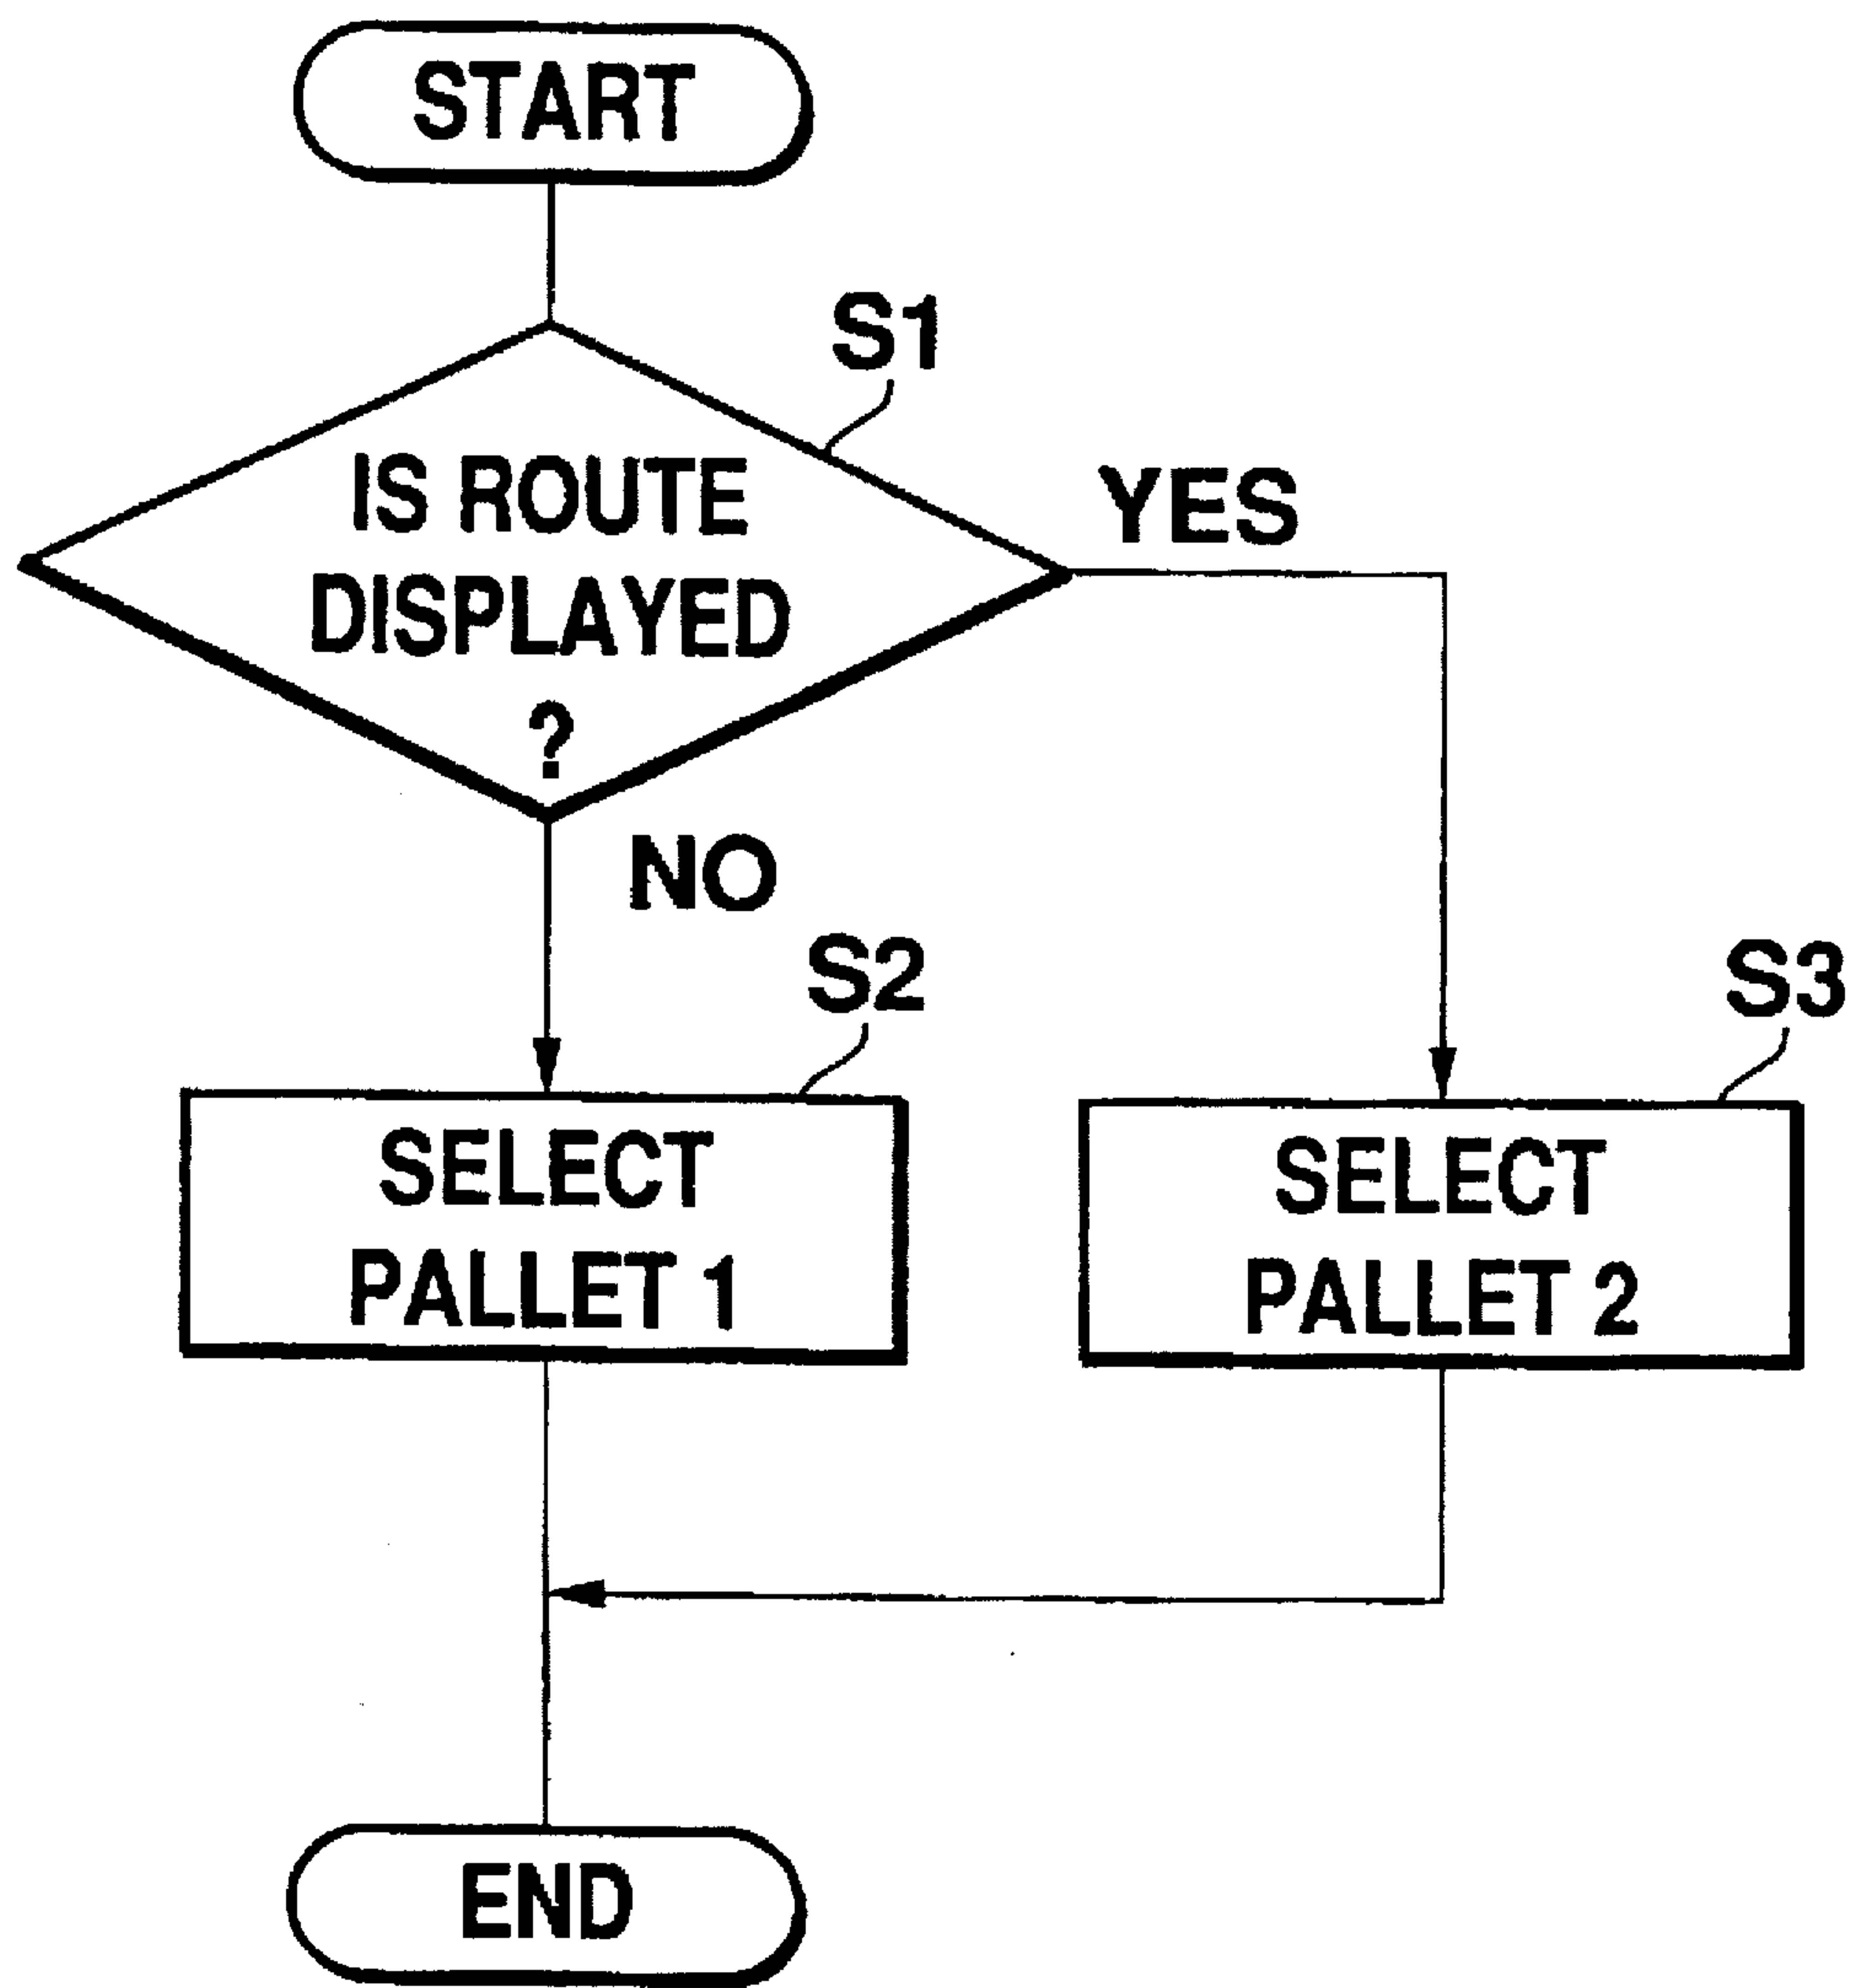 START
S1
IS ROUTE
DISPLAYED
?
YES
NO
S2
S3
SELECT
PALLET 1
SELECT
PALLET 2
END